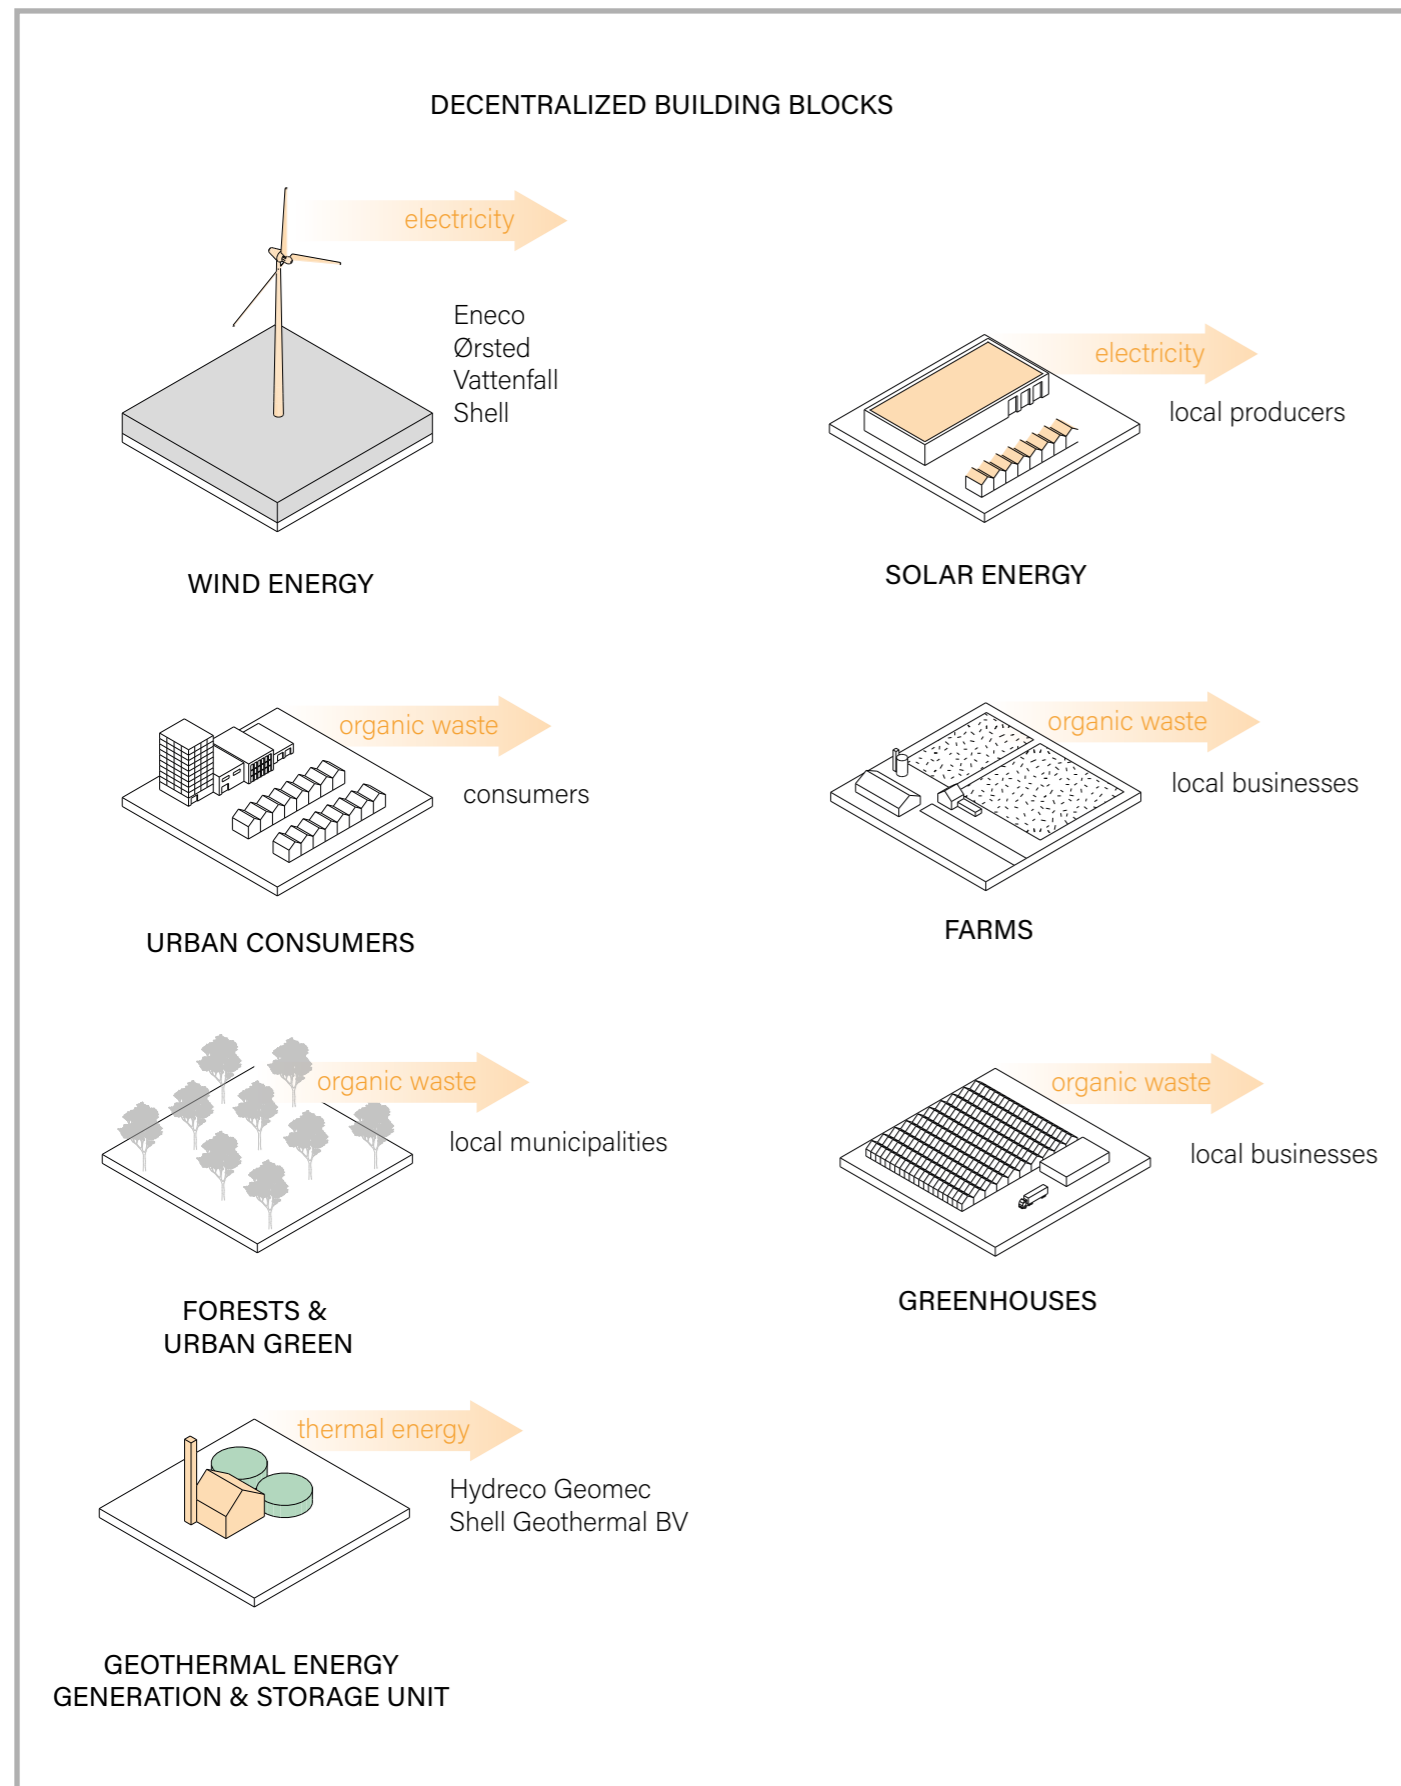 DECENTRALIZED BUILDING BLOCKS
electricity
Eneco
Ørsted
Vattenfall
Shell
WIND ENERGY
electricity
local producers
SOLAR ENERGY
organic waste
consumers
URBAN CONSUMERS
organic waste
local businesses
FARMS
organic waste
local municipalities
FORESTS &
URBAN GREEN
organic waste
local businesses
GREENHOUSES
thermal energy
Hydreco Geomec
Shell Geothermal BV
GEOTHERMAL ENERGY
GENERATION & STORAGE UNIT